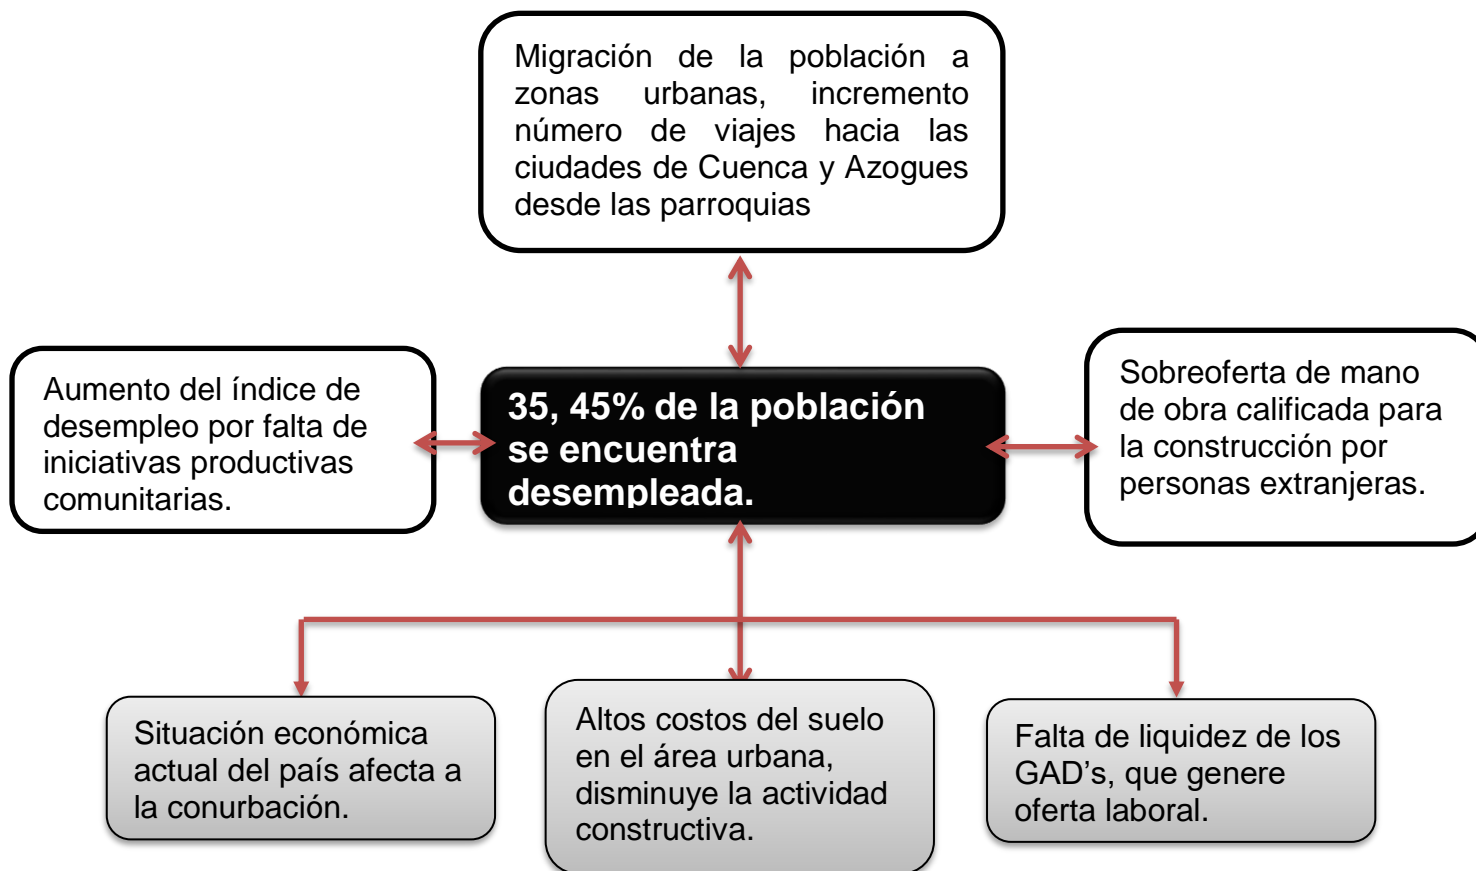 Migración de la población a
zonas urbanas, incremento
número de viajes hacia las
ciudades de Cuenca y Azogues
desde las parroquias
Aumento del índice de
desempleo por falta de
iniciativas productivas
comunitarias.
35, 45% de la población
se encuentra
desempleada.
Sobreoferta de mano
de obra calificada para
la construcción por
personas extranjeras.
Situación económica
actual del país afecta a
la conurbación.
Altos costos del suelo
en el área urbana,
disminuye la actividad
constructiva.
Falta de liquidez de los
GAD’s, que genere
oferta laboral.